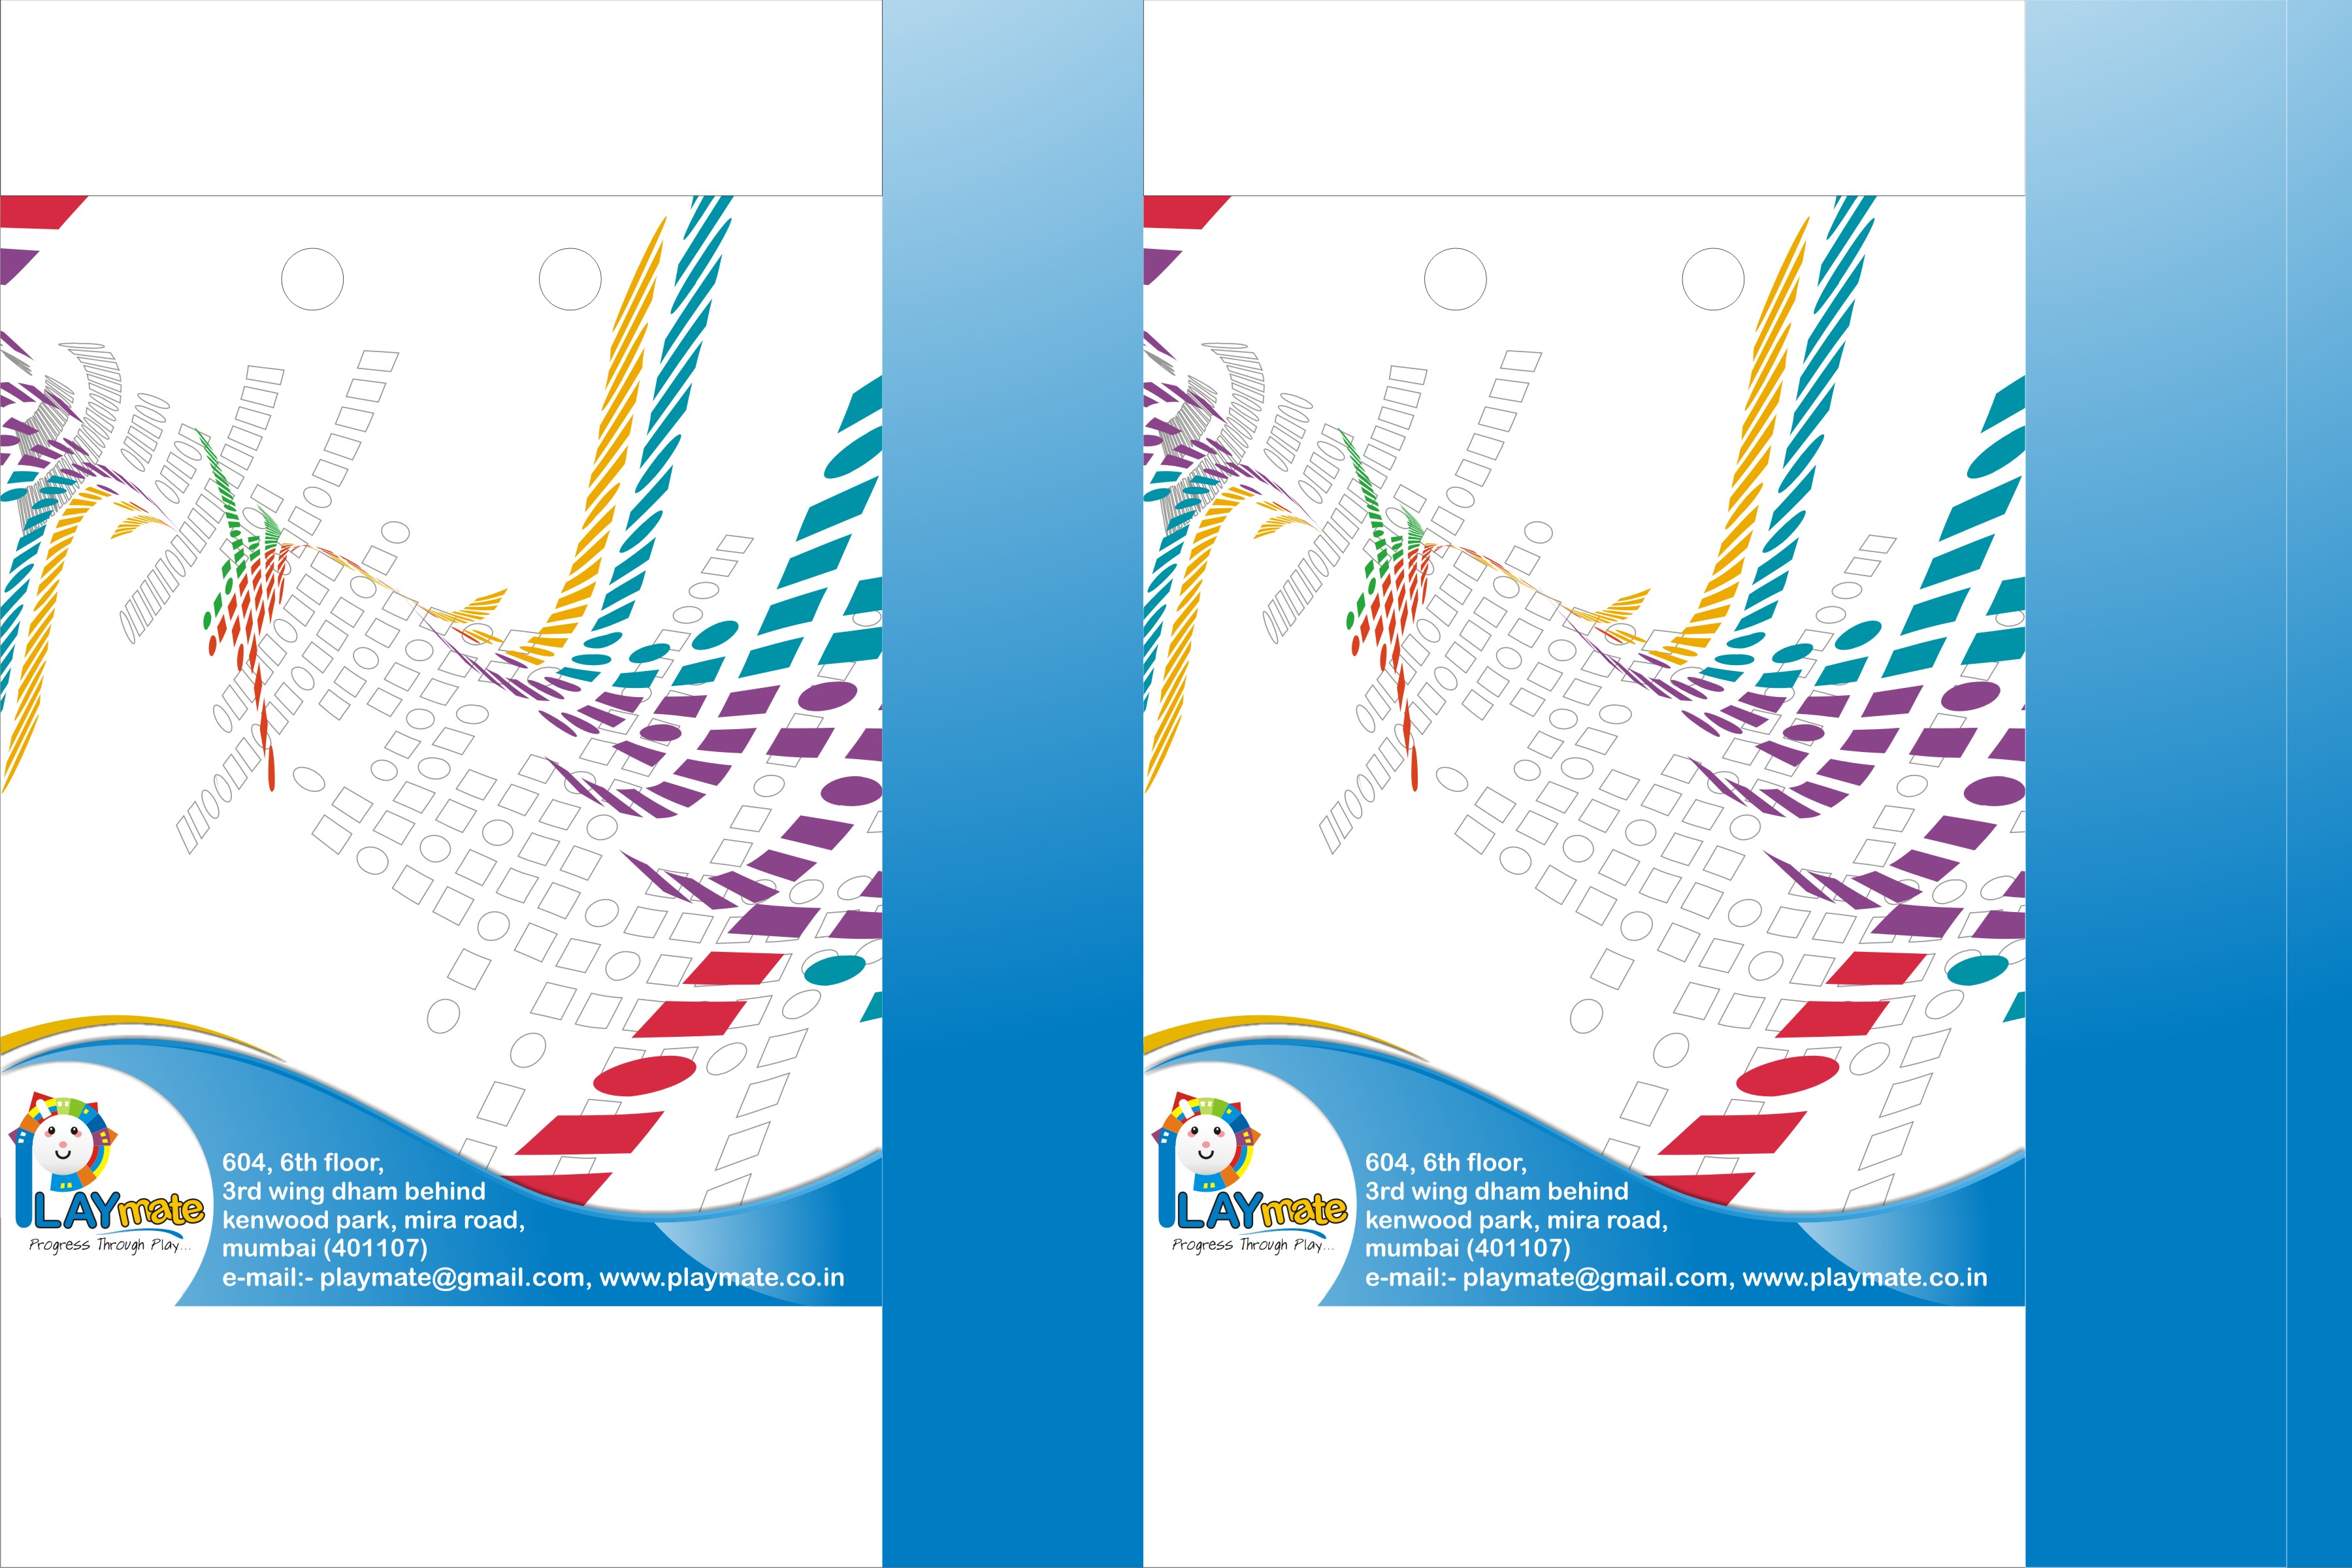 PLAYmate
Progress Through Play...
604, 6th floor,
3rd wing dham behind
kenwood park, mira road,
mumbai (401107)
e-mail:- playmate@gmail.com, www.playmate.co.in
PLAYmate
Progress Through Play...
604, 6th floor,
3rd wing dham behind
kenwood park, mira road,
mumbai (401107)
e-mail:- playmate@gmail.com, www.playmate.co.in